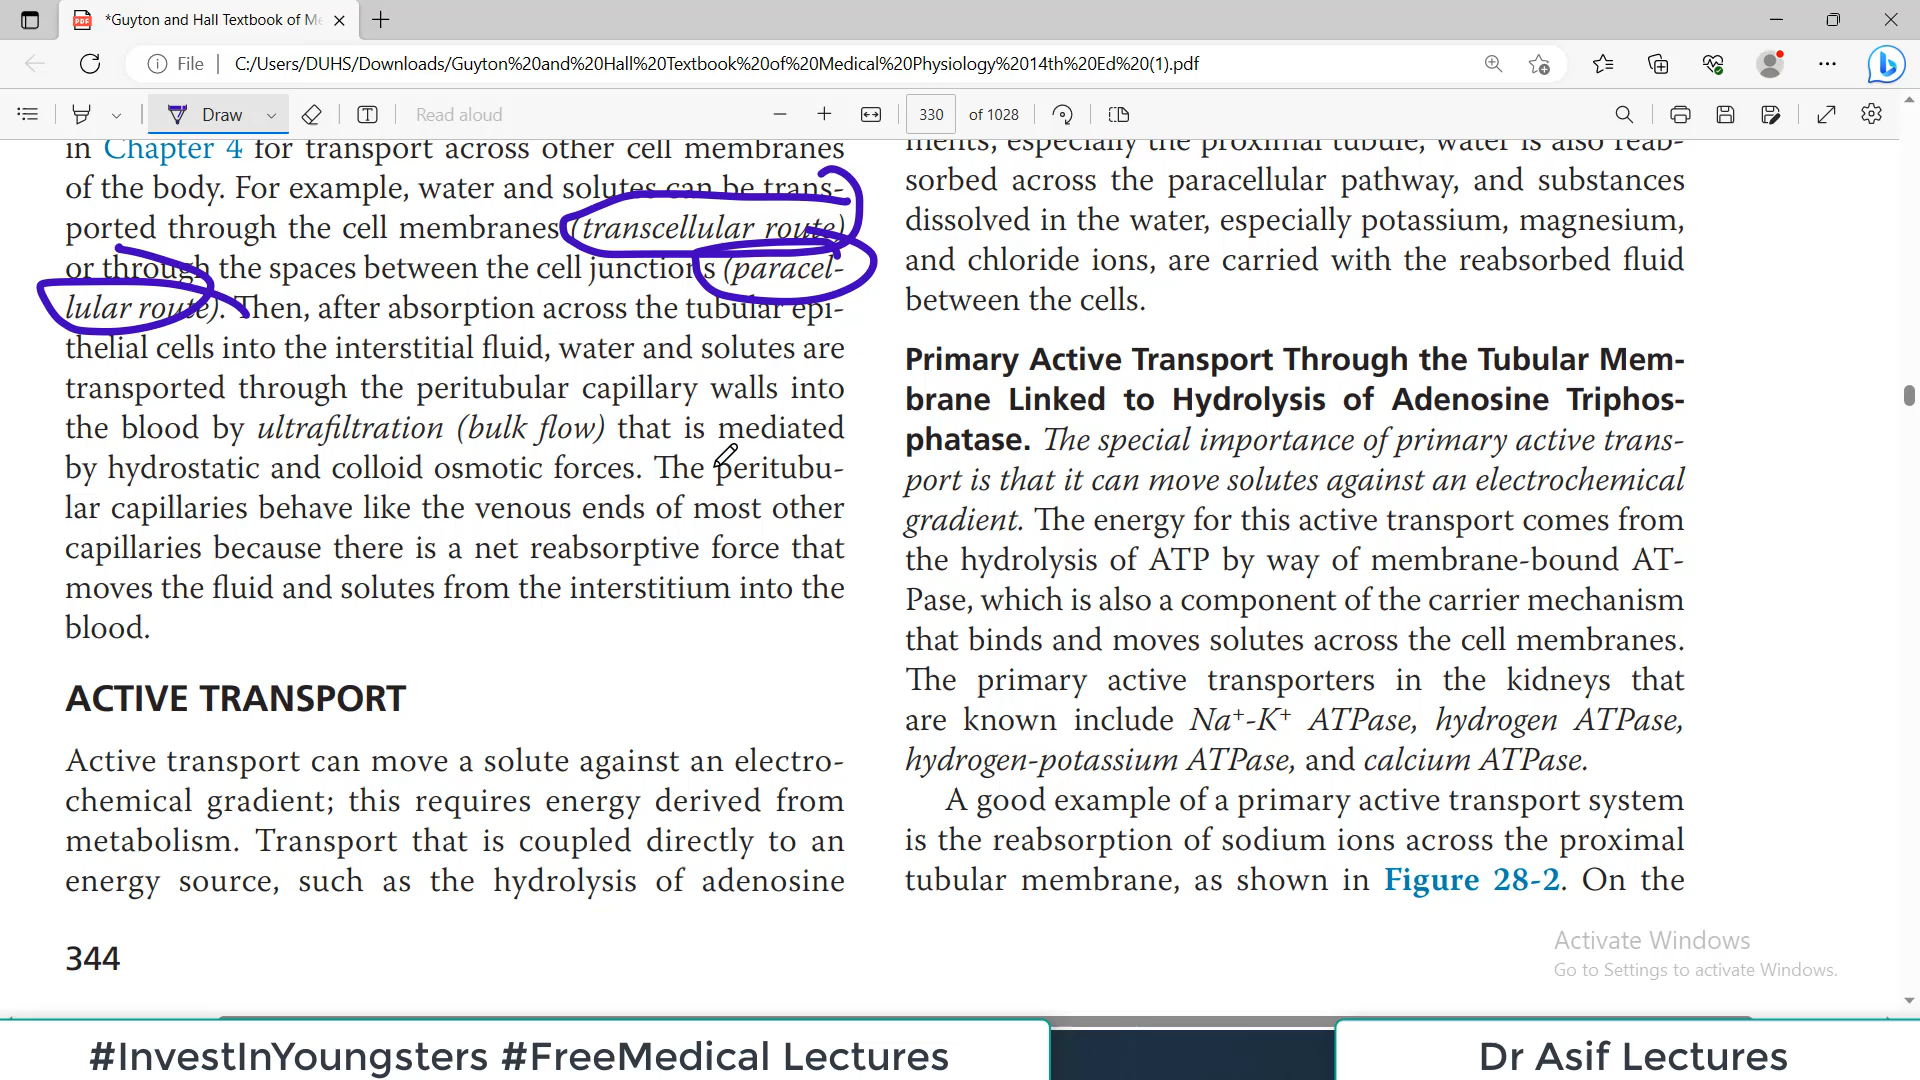 *Guyton and Hall Textbook of Me
File
C:/Users/DUHS/Downloads/Guyton%20and%20Hall%20Textbook%20of%20Medical%20Physiology%2014th%20Ed%20(1).pdf
Draw
Read aloud
330 of 1028
in Chapter 4 for transport across other cell membranes
of the body. For example, water and solutes can be trans-
ported through the cell membranes (transcellular route)
or through the spaces between the cell junctions (paracel-
lular route). Then, after absorption across the tubular epi-
thelial cells into the interstitial fluid, water and solutes are
transported through the peritubular capillary walls into
the blood by ultrafiltration (bulk flow) that is mediated
by hydrostatic and colloid osmotic forces. The peritubu-
lar capillaries behave like the venous ends of most other
capillaries because there is a net reabsorptive force that
moves the fluid and solutes from the interstitium into the
blood.
ACTIVE TRANSPORT
Active transport can move a solute against an electro-
chemical gradient; this requires energy derived from
metabolism. Transport that is coupled directly to an
energy source, such as the hydrolysis of adenosine
344
ments, especially the proximal tubule, water is also reab-
sorbed across the paracellular pathway, and substances
dissolved in the water, especially potassium, magnesium,
and chloride ions, are carried with the reabsorbed fluid
between the cells.
Primary Active Transport Through the Tubular Mem-
brane Linked to Hydrolysis of Adenosine Triphos-
phatase. The special importance of primary active trans-
port is that it can move solutes against an electrochemical
gradient. The energy for this active transport comes from
the hydrolysis of ATP by way of membrane-bound AT-
Pase, which is also a component of the carrier mechanism
that binds and moves solutes across the cell membranes.
The primary active transporters in the kidneys that
are known include Na⁺-K⁺ ATPase, hydrogen ATPase,
hydrogen-potassium ATPase, and calcium ATPase.
A good example of a primary active transport system
is the reabsorption of sodium ions across the proximal
tubular membrane, as shown in Figure 28-2. On the
Activate Windows
Go to Settings to activate Windows.
#InvestInYoungsters #FreeMedical Lectures
Dr Asif Lectures